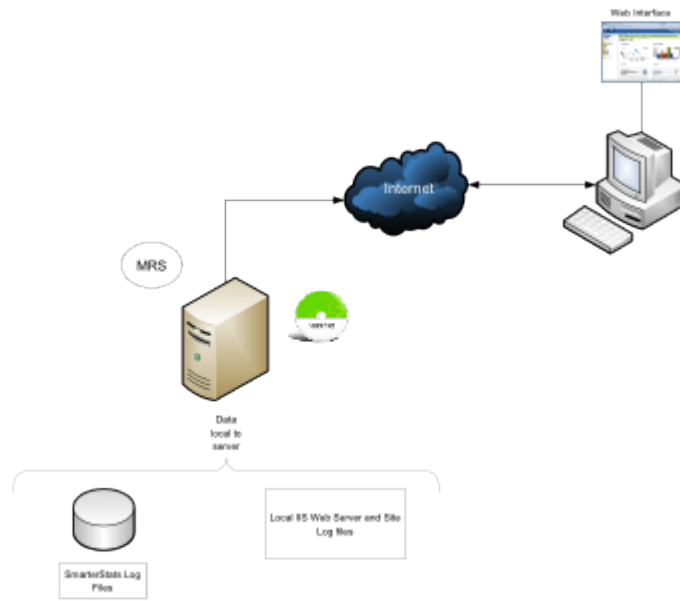 Web Interface
Internet
MRS
Data
local to
server
Local IIS Web Server and Site
Log files
SmarterStats Log
Files